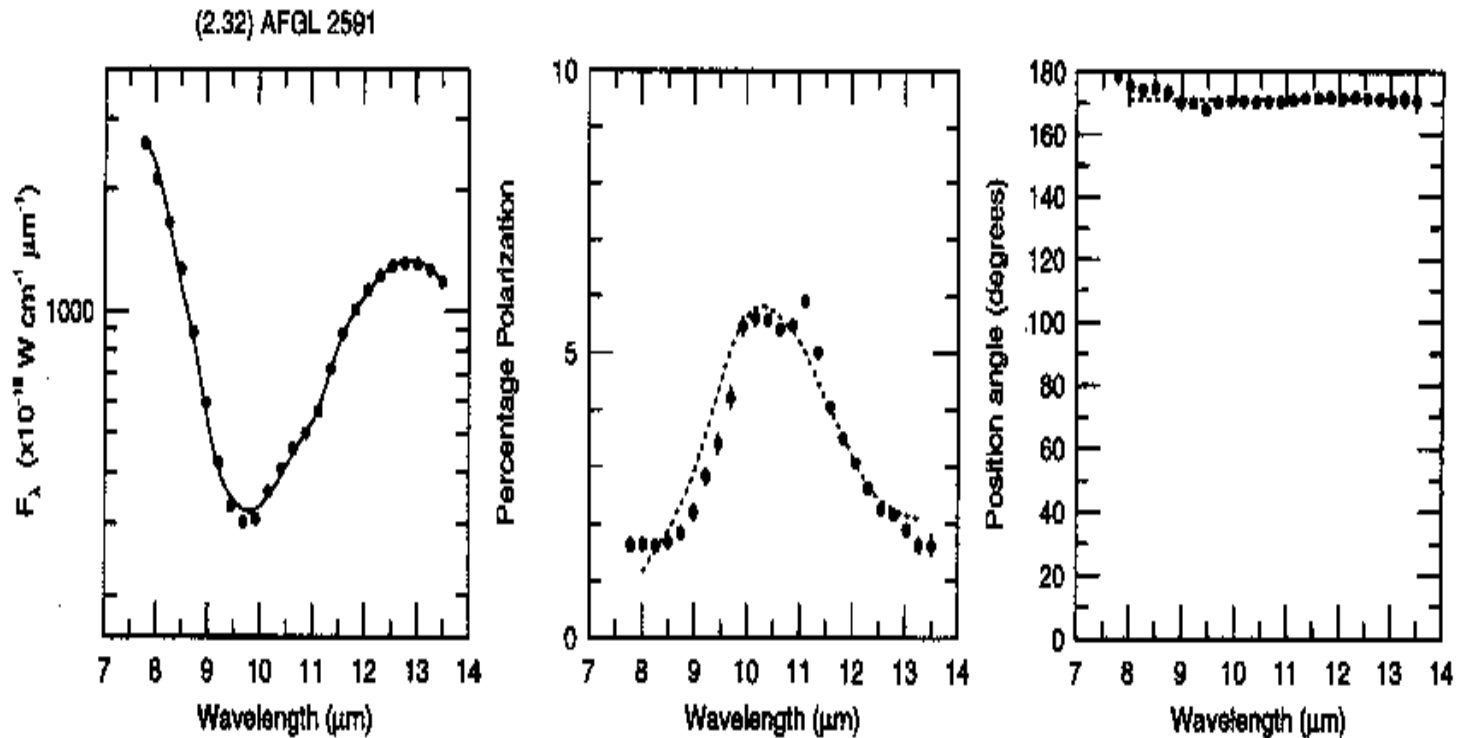 (2.32) AFGL 2591
F λ (x10⁻¹⁸ W cm⁻¹ μm⁻¹)
1000
7 8 9 10 11 12 13 14
Wavelength (μm)
Percentage Polarization
10
5
0
7 8 9 10 11 12 13 14
Wavelength (μm)
Position angle (degrees)
180
160
140
120
100
80
60
40
20
0
7 8 9 10 11 12 13 14
Wavelength (μm)